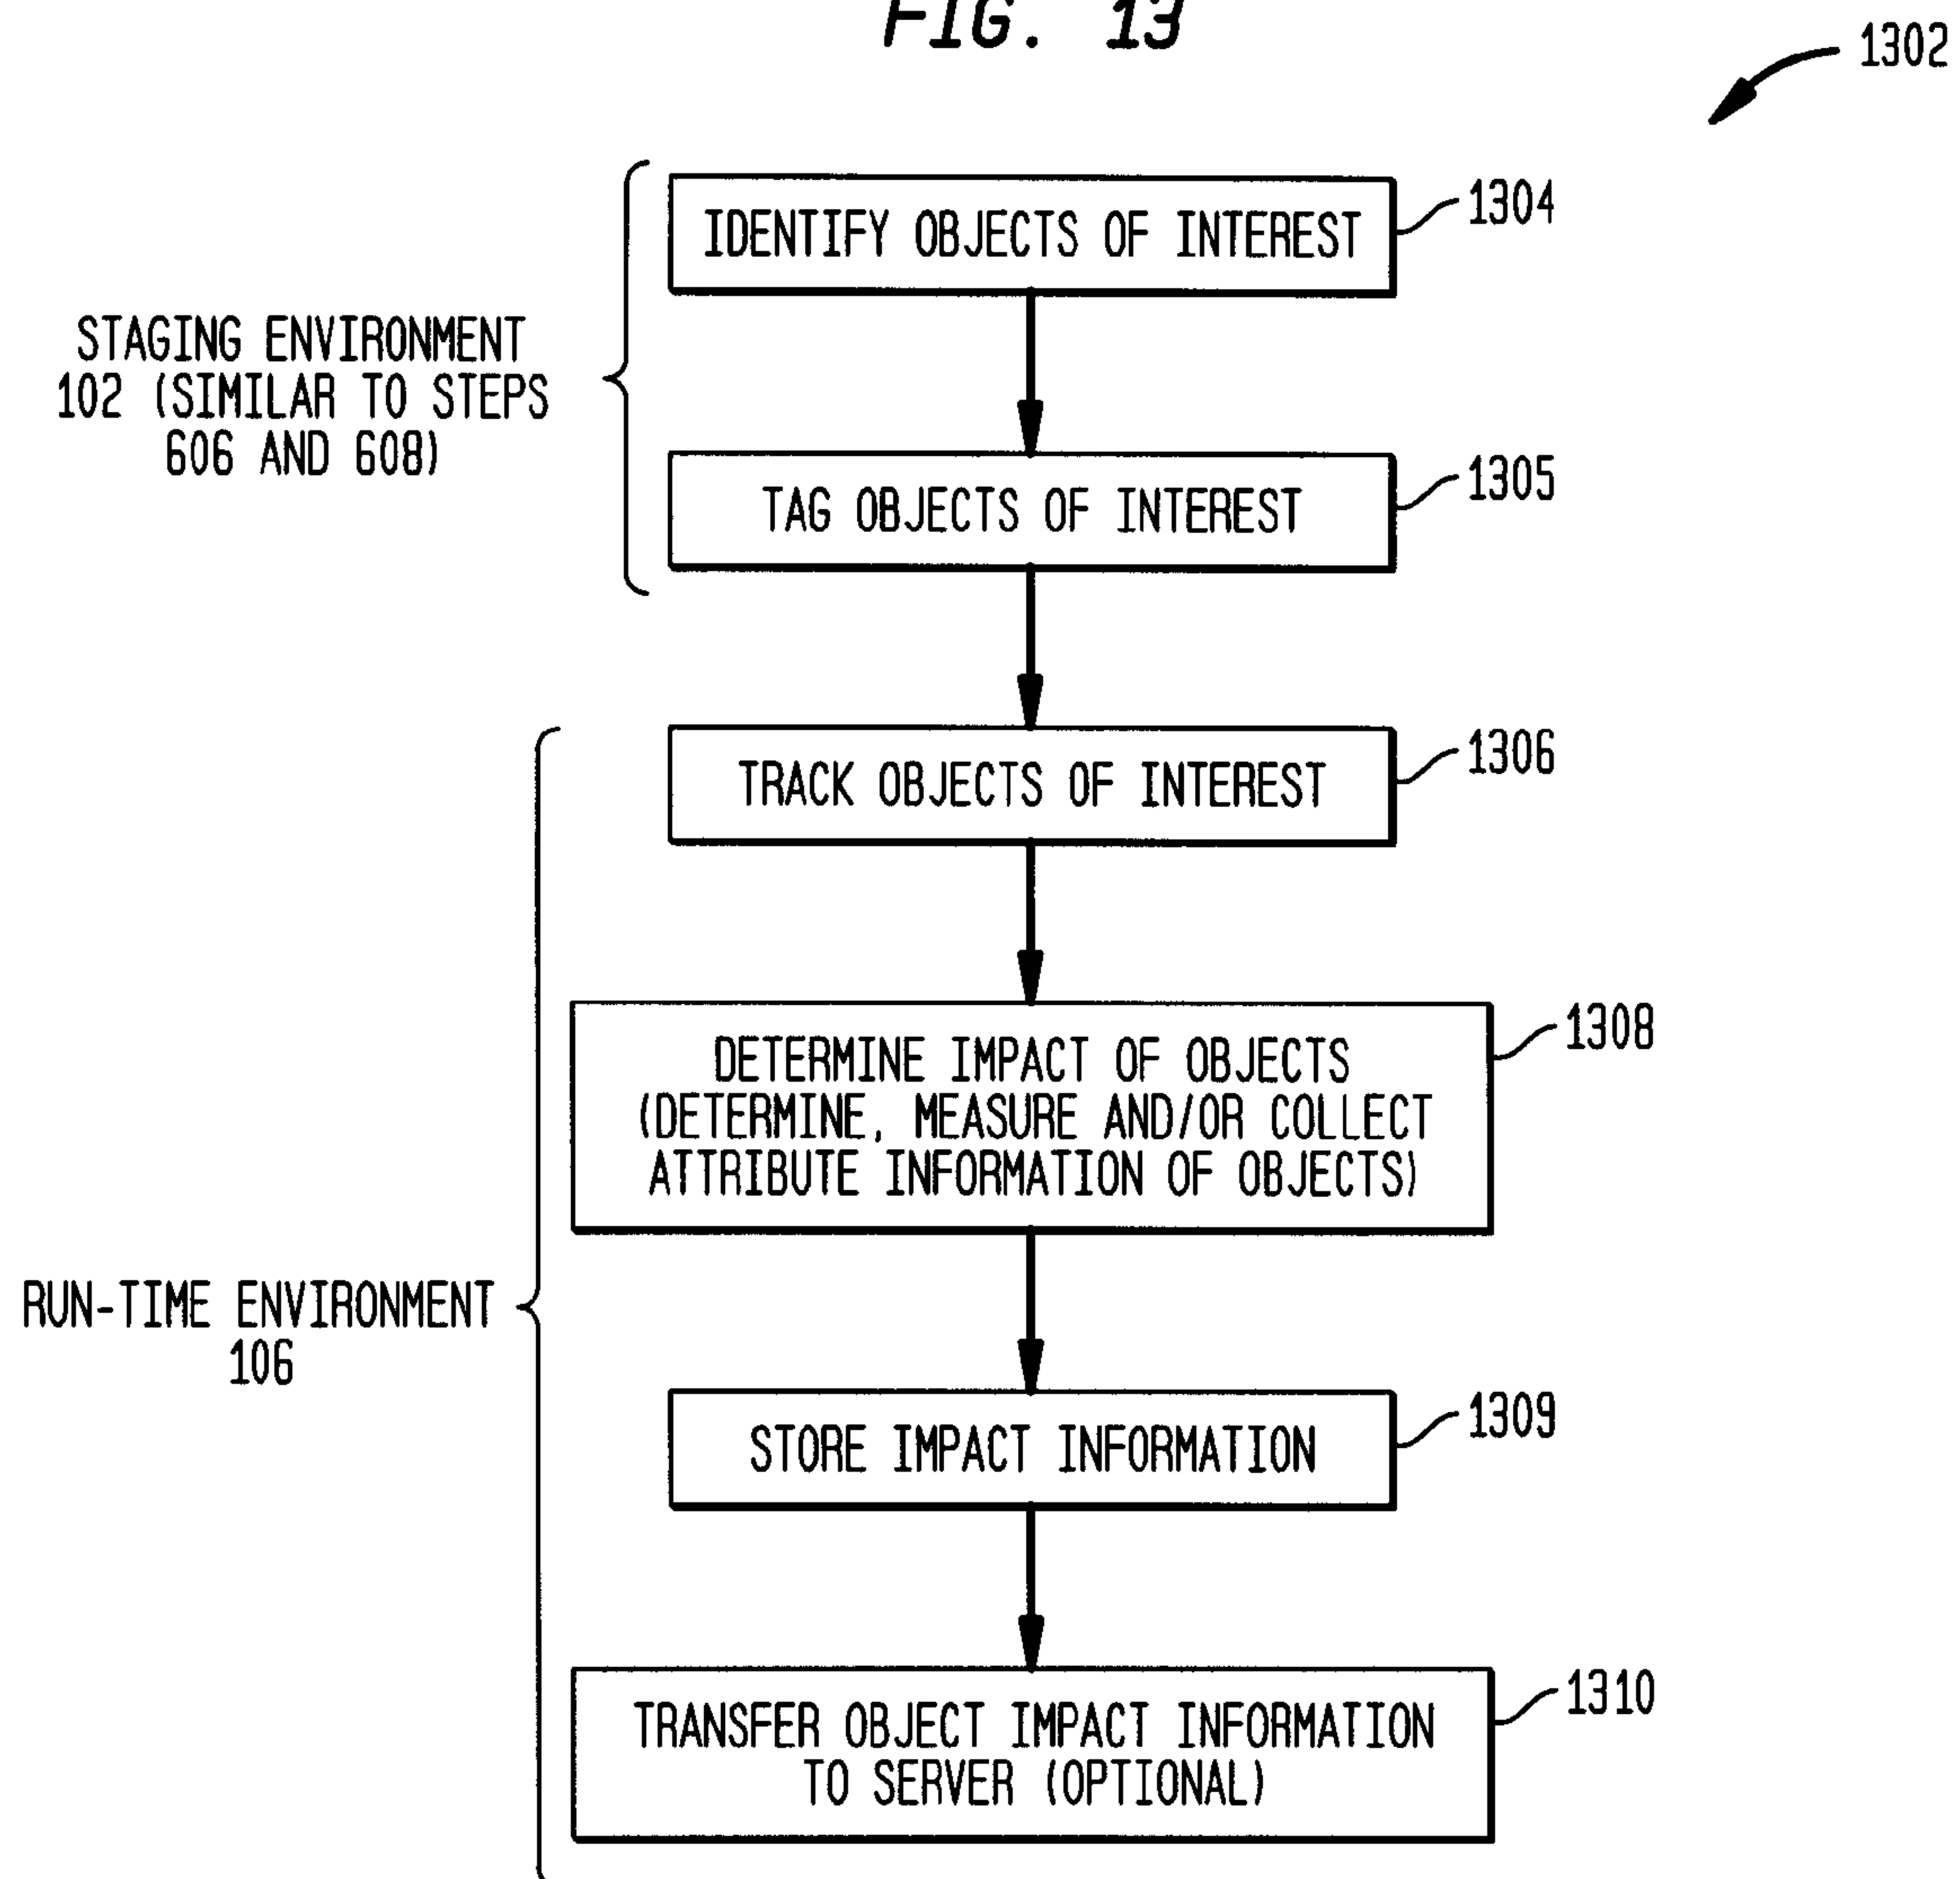 FIG. 13
1302
IDENTIFY OBJECTS OF INTEREST
1304
STAGING ENVIRONMENT
102 (SIMILAR TO STEPS
606 AND 608)
TAG OBJECTS OF INTEREST
1305
TRACK OBJECTS OF INTEREST
1306
DETERMINE IMPACT OF OBJECTS
(DETERMINE, MEASURE AND/OR COLLECT
ATTRIBUTE INFORMATION OF OBJECTS)
1308
RUN-TIME ENVIRONMENT
106
STORE IMPACT INFORMATION
1309
TRANSFER OBJECT IMPACT INFORMATION
TO SERVER (OPTIONAL)
1310